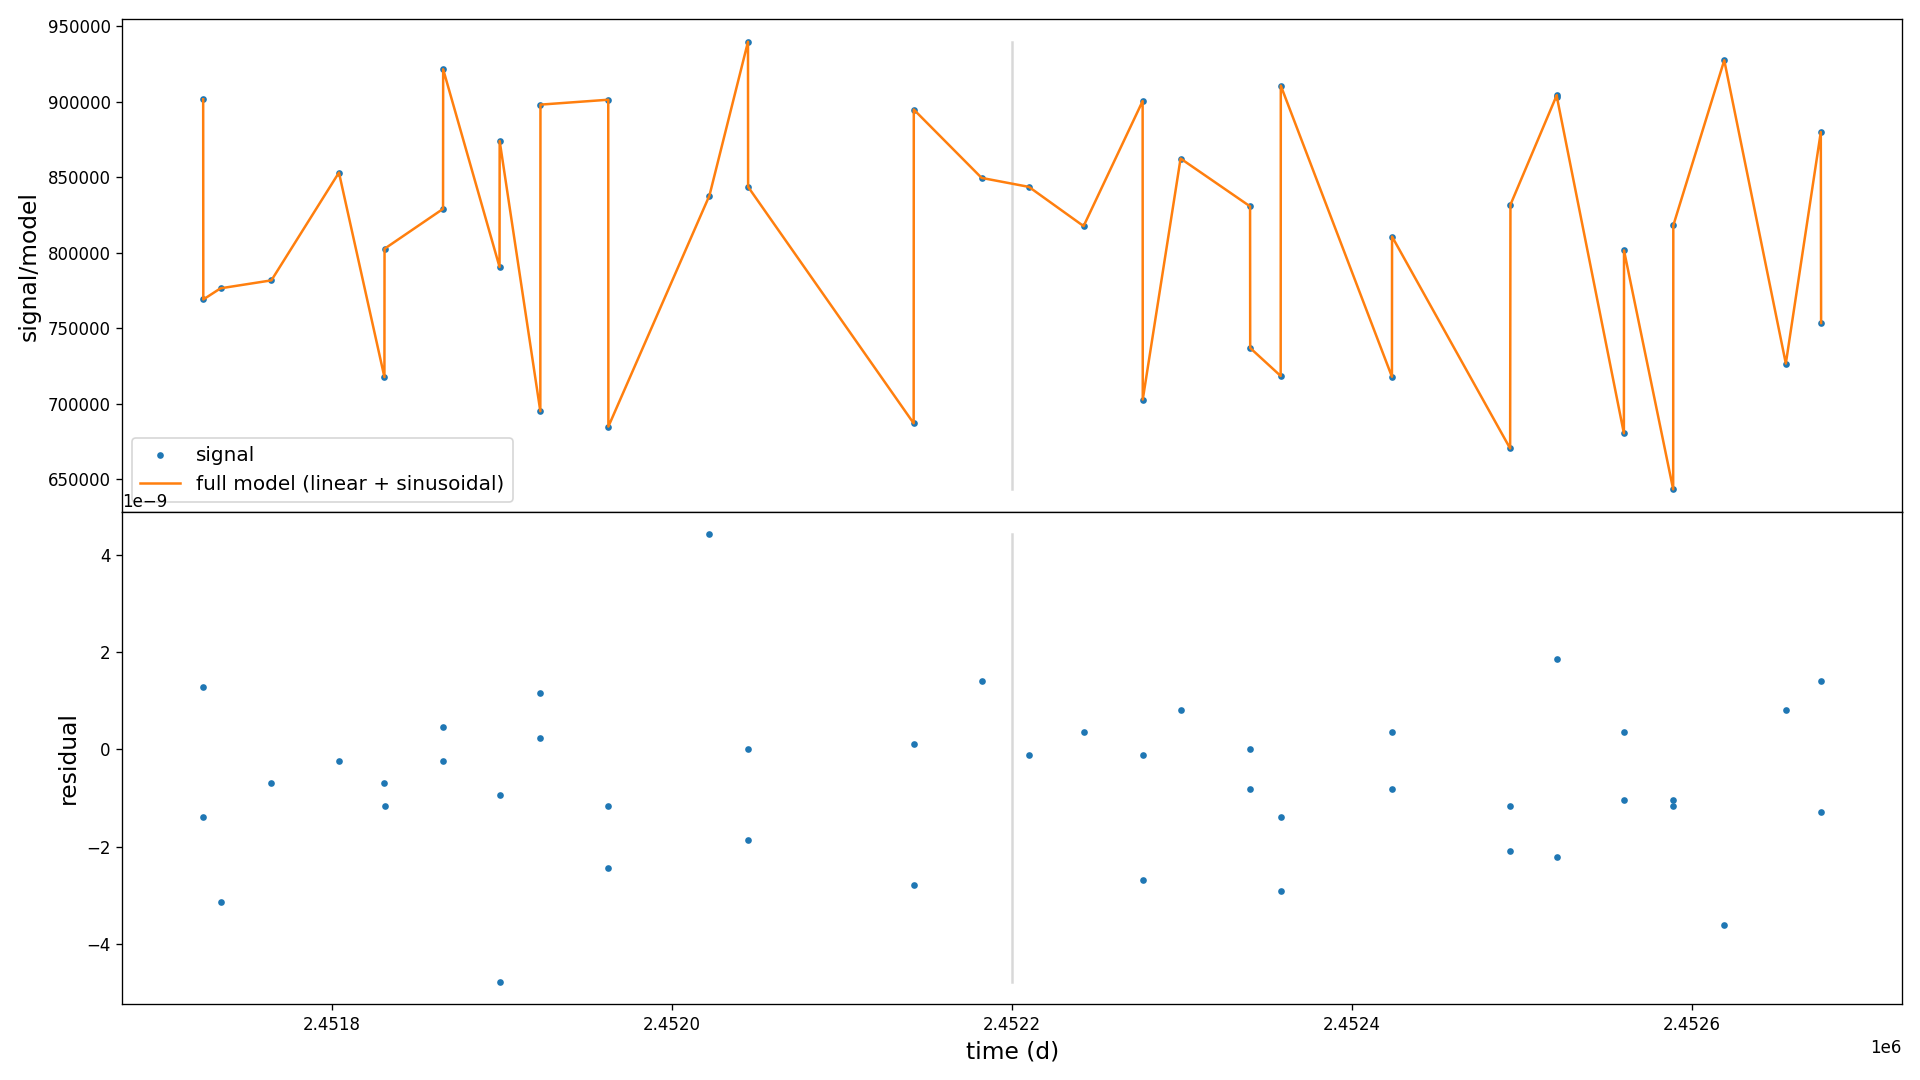 950000
900000
850000
800000
750000
700000
650000
signal/model
signal
full model (linear + sinusoidal)
1e−9
4
2
0
−2
−4
residual
2.4518
2.4520
2.4522
2.4524
2.4526
1e6
time (d)